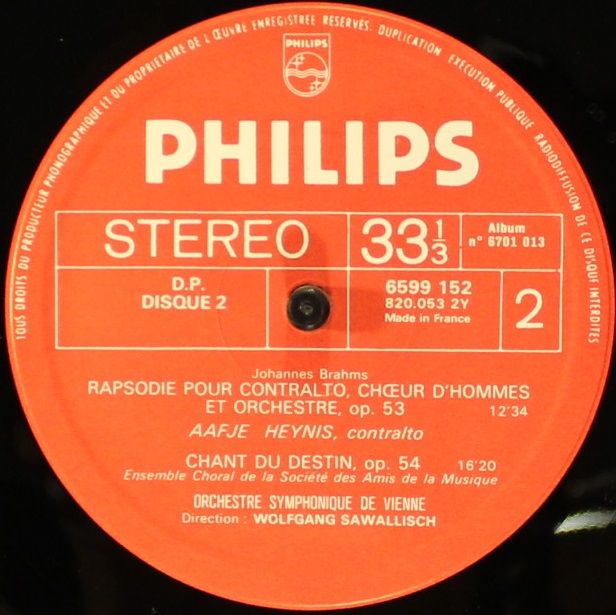 TOUS DROITS DU PRODUCTEUR PHONOGRAPHIQUE ET DU PROPRIETAIRE DE L'ŒUVRE ENREGISTREE RESERVES. DUPLICATION, EXECUTION PUBLIQUE, RADIODIFFUSION DE CE DISQUE INTERDITES
PHILIPS
PHILIPS
STEREO
33 1/3
Album
n° 6701 013
D.P.
DISQUE 2
6599 152
820.053 2Y
Made in France
2
Johannes Brahms
RAPSODIE POUR CONTRALTO, CHŒUR D'HOMMES
ET ORCHESTRE, op. 53 12'34
AAFJE HEYNIS, contralto
CHANT DU DESTIN, op. 54 16'20
Ensemble Choral de la Société des Amis de la Musique
ORCHESTRE SYMPHONIQUE DE VIENNE
Direction : WOLFGANG SAWALLISCH